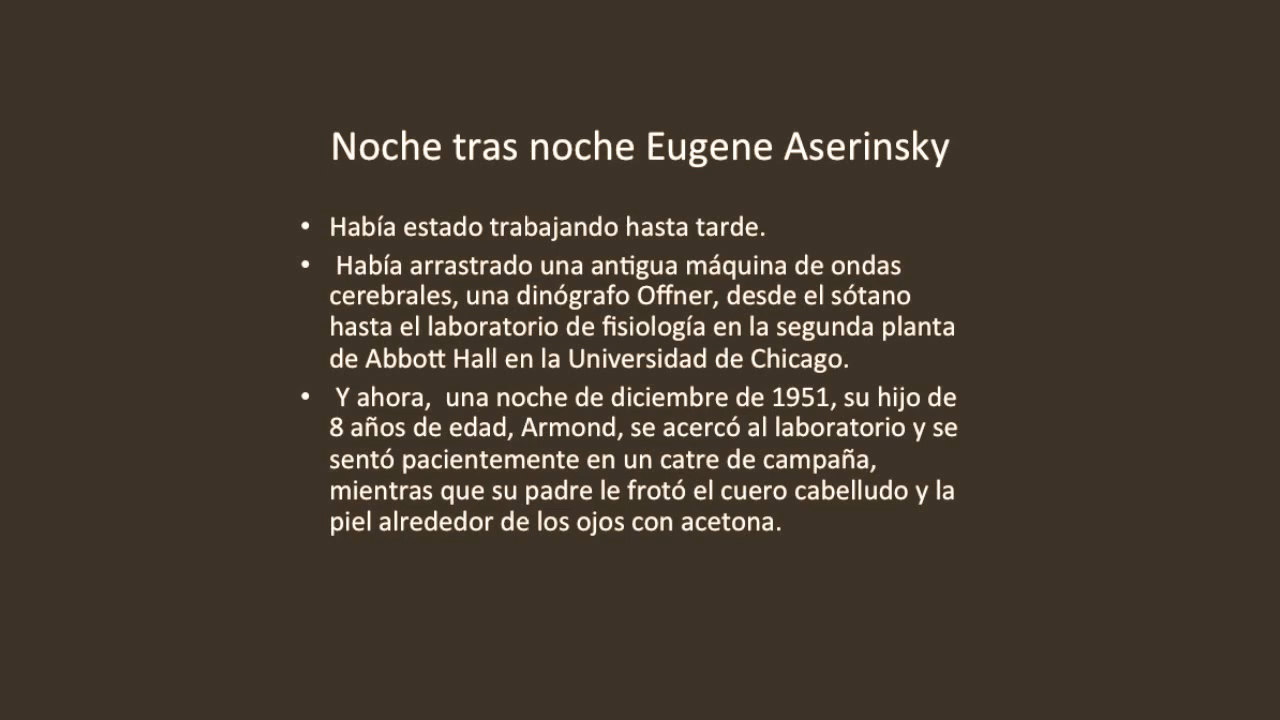 Noche tras noche Eugene Aserinsky
• Había estado trabajando hasta tarde.
• Había arrastrado una antigua máquina de ondas
cerebrales, una dinógrafo Offner, desde el sótano
hasta el laboratorio de fisiología en la segunda planta
de Abbott Hall en la Universidad de Chicago.
• Y ahora,  una noche de diciembre de 1951, su hijo de
8 años de edad, Armond, se acercó al laboratorio y se
sentó pacientemente en un catre de campaña,
mientras que su padre le frotó el cuero cabelludo y la
piel alrededor de los ojos con acetona.